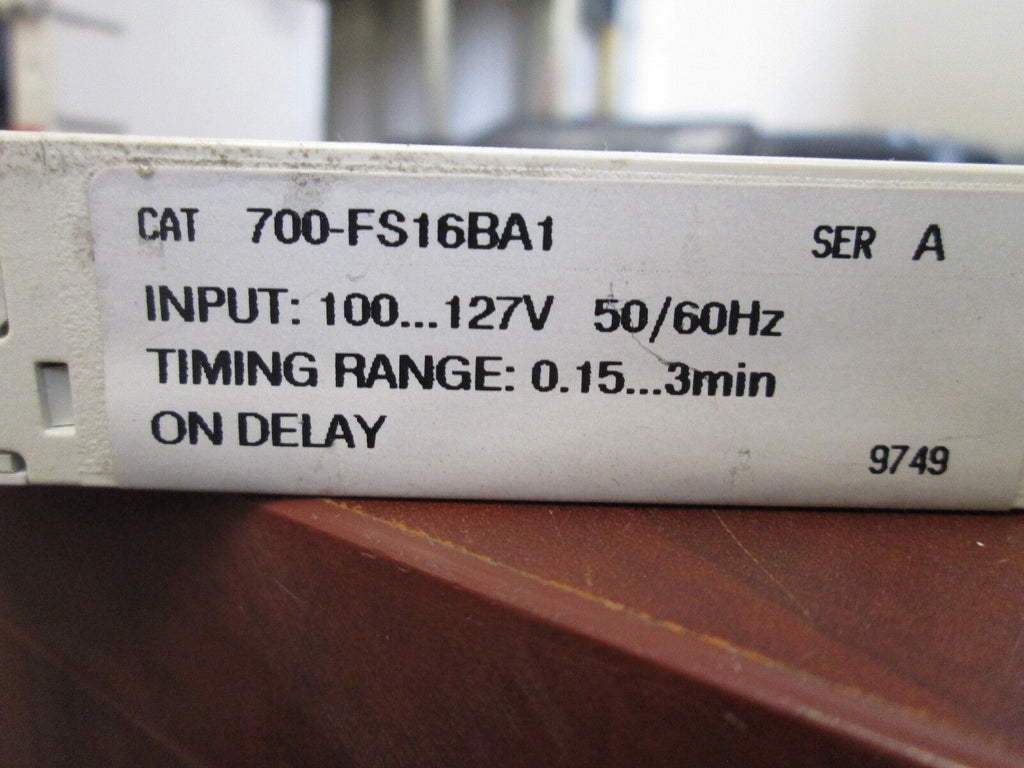 CAT 700-FS16BA1 SER A
INPUT: 100...127V 50/60Hz
TIMING RANGE: 0.15...3min
ON DELAY
9749